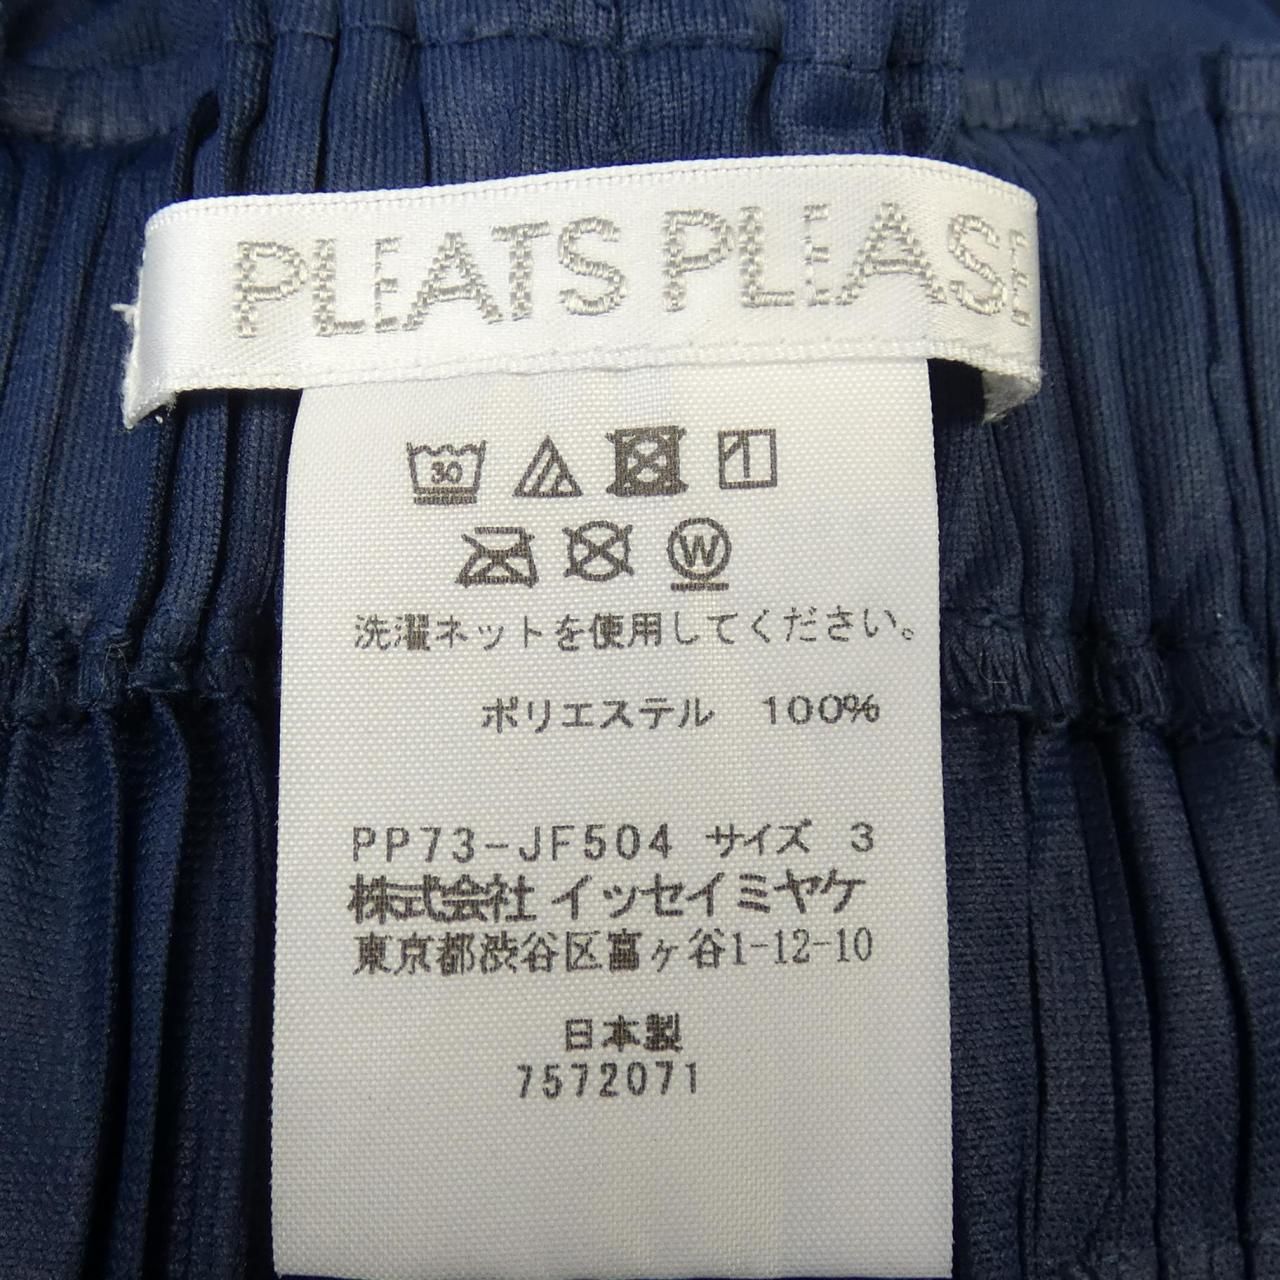 PLEATS PLEASE
30
W
洗濯ネットを使用してください。
ポリエステル 100%
PP73-JF504 サイズ 3
株式会社 イッセイミヤケ
東京都渋谷区富ヶ谷1-12-10
日本製
7572071